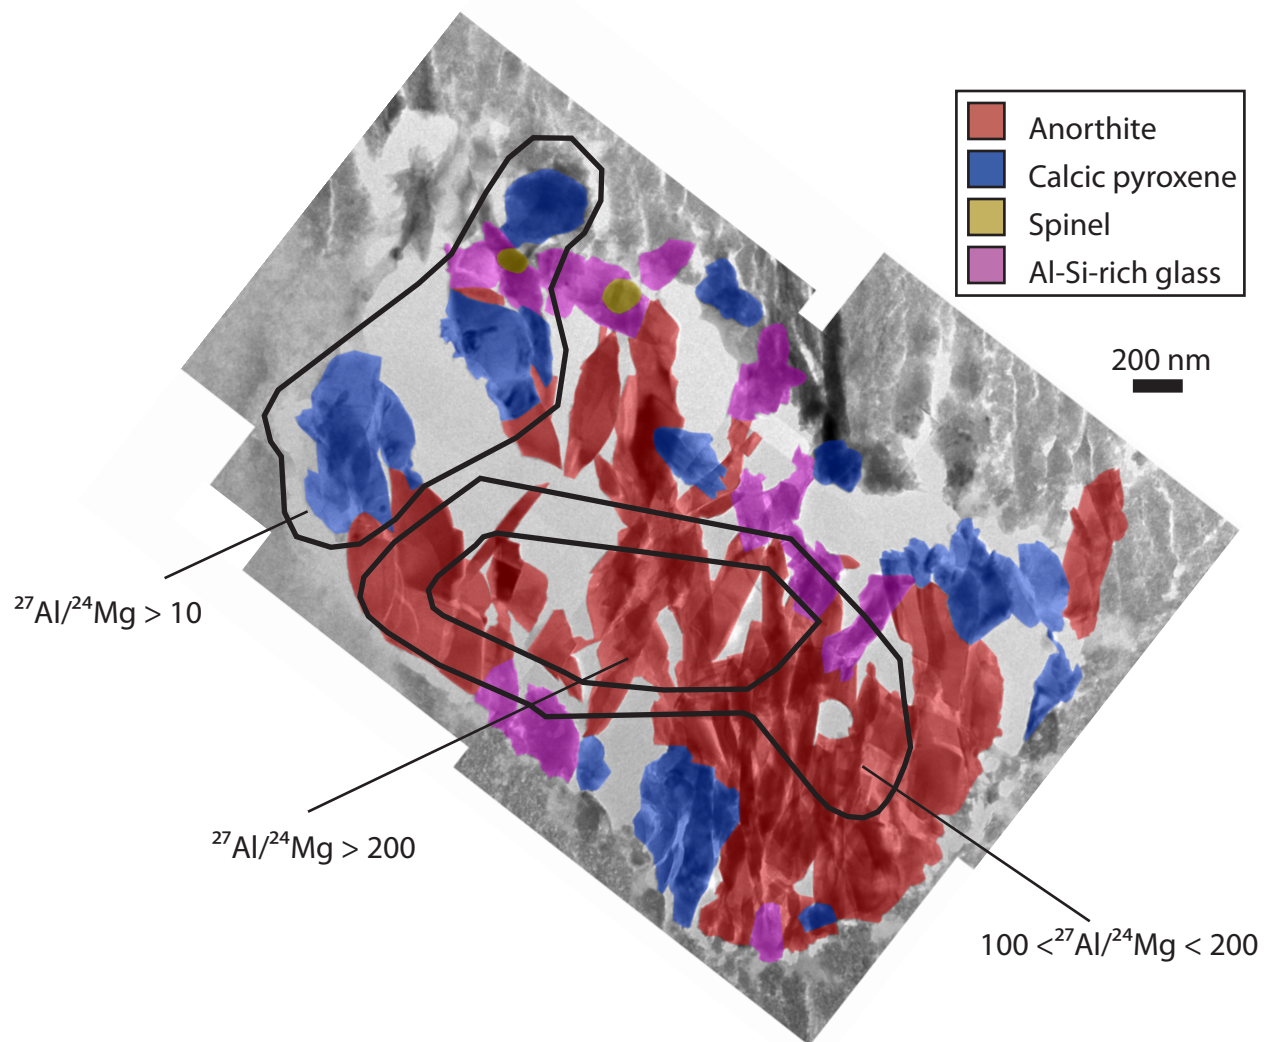 Anorthite
Calcic pyroxene
Spinel
Al-Si-rich glass
200 nm
²⁷Al/²⁴Mg > 10
²⁷Al/²⁴Mg > 200
100 <²⁷Al/²⁴Mg < 200